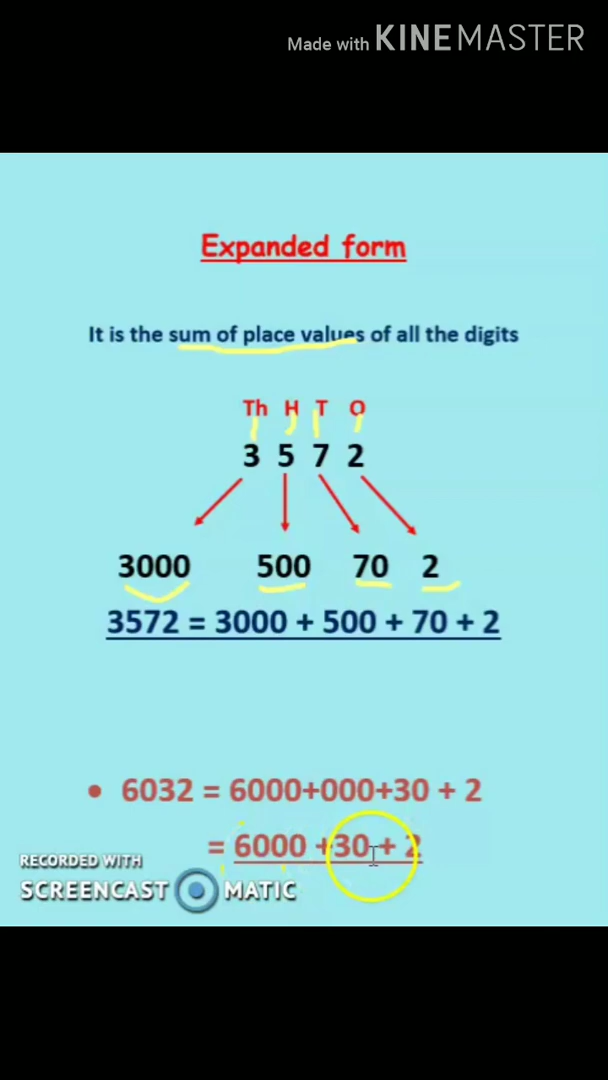 Made with KINEMASTER
Expanded form
It is the sum of place values of all the digits
Th H T O
3 5 7 2
3000 500 70 2
3572 = 3000 + 500 + 70 + 2
• 6032 = 6000+000+30 + 2
= 6000 +30 + 2
RECORDED WITH
SCREENCAST MATIC